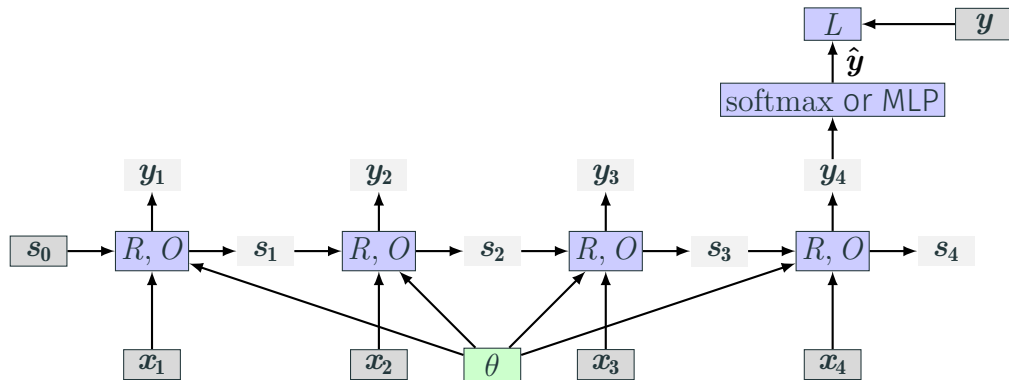 L y
ŷ
softmax or MLP
y₁ y₂ y₃ y₄
s₀ R, O s₁ R, O s₂ R, O s₃ R, O s₄
x₁ x₂ θ x₃ x₄